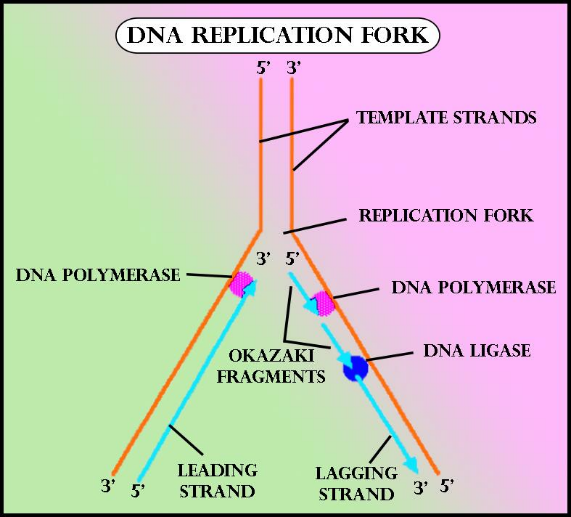 DNA REPLICATION FORK
5’ 3’
TEMPLATE STRANDS
REPLICATION FORK
3’ 5’
DNA POLYMERASE
DNA POLYMERASE
DNA LIGASE
OKAZAKI
FRAGMENTS
LEADING
STRAND
LAGGING
STRAND
3’ 5’
3’ 5’